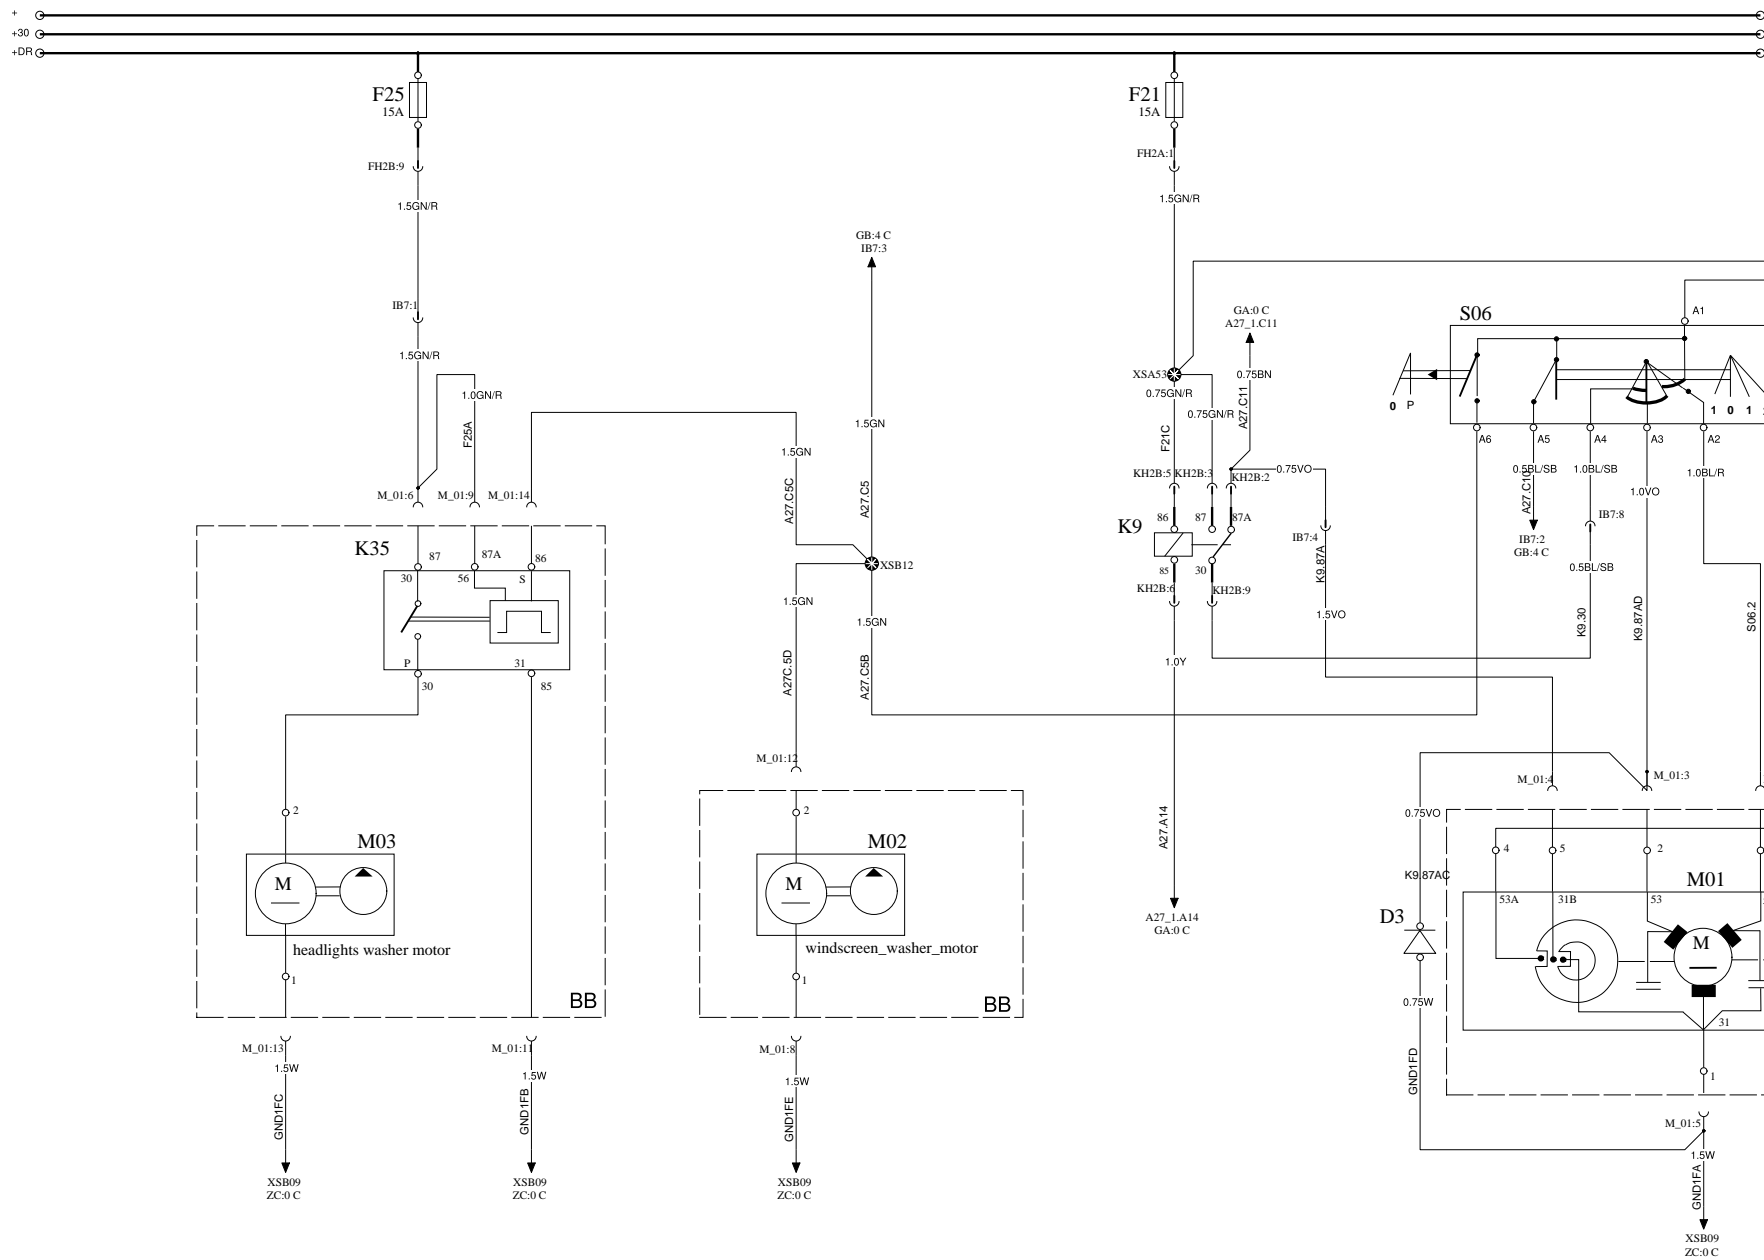 +
+30
+DR
F25
15A
FH2B:9
1.5GN/R
IB7:1
1.5GN/R
1.0GN/R
F25A
M_01:6
M_01:9
M_01:14
K35
87
87A
86
30
56
S
P
31
30
85
2
M03
M
headlights washer motor
1
BB
M_01:13
1.5W
GND1FC
XSB09
ZC:0 C
M_01:11
1.5W
GND1FB
XSB09
ZC:0 C
GB:4 C
IB7:3
1.5GN
1.5GN
A27.C5C
A27.C5
XSB12
1.5GN
1.5GN
A27C.5D
A27.C5B
M_01:12
2
M02
M
windscreen_washer_motor
1
BB
M_01:8
1.5W
GND1FE
XSB09
ZC:0 C
F21
15A
FH2A:1
1.5GN/R
GA:0 C
A27_1.C11
XSA53
0.75BN
0.75GN/R
0.75GN/R
A27.C11
F21C
KH2B:5
KH2B:3
KH2B:2
0.75VO
86
87
87A
K9
85
30
KH2B:6
KH2B:9
IB7:4
K9.87A
1.5VO
1.0Y
A27.A14
A27_1.A14
GA:0 C
S06
A1
0
P
1
0
1
A6
A5
A4
A3
A2
0.5BL/SB
1.0BL/SB
1.0VO
1.0BL/R
A27.C10
IB7:2
GB:4 C
IB7:8
0.5BL/SB
K9.30
K9.87AD
S06.2
M_01:4
M_01:3
0.75VO
K9.87AC
D3
0.75W
GND1FD
4
5
2
M01
53A
31B
53
M
31
1
M_01:5
1.5W
GND1FA
XSB09
ZC:0 C